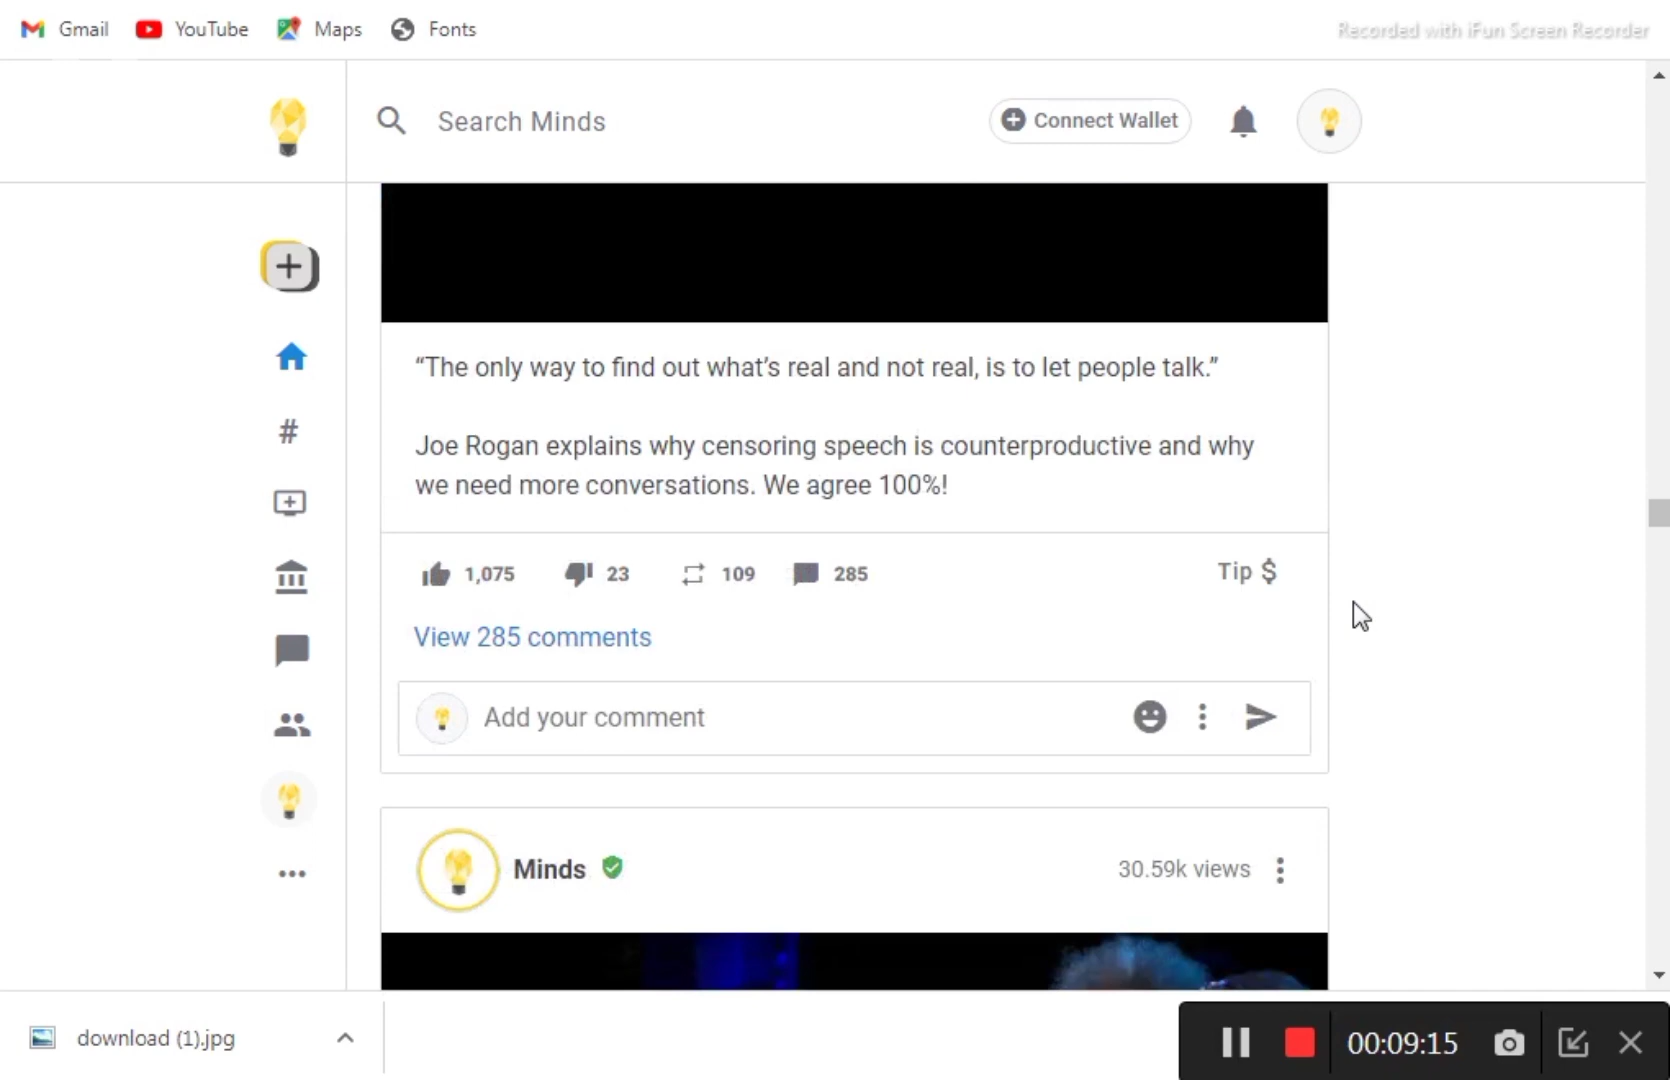 Gmail YouTube Maps Fonts
Recorded with iFun Screen Recorder
Search Minds
Connect Wallet
“The only way to find out what’s real and not real, is to let people talk.”
Joe Rogan explains why censoring speech is counterproductive and why
we need more conversations. We agree 100%!
1,075 23 109 285 Tip $
View 285 comments
Add your comment
Minds 30.59k views
download (1).jpg
00:09:15